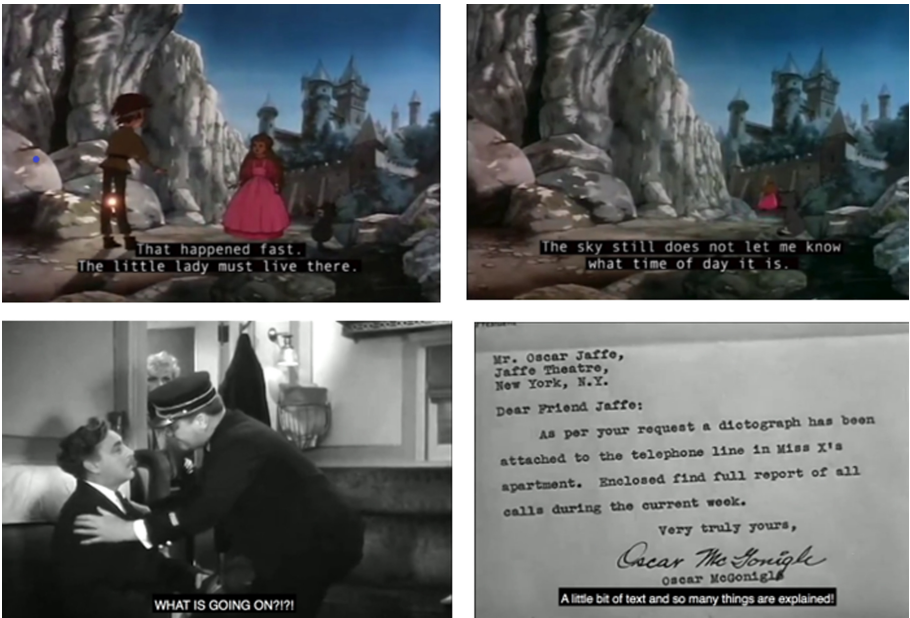 That happened fast.
The little lady must live there.
The sky still does not let me know
what time of day it is.
WHAT IS GOING ON?!?!
Mr. Oscar Jaffe,
Jaffe Theatre,
New York, N.Y.
Dear Friend Jaffe:
As per your request a dictograph has been
attached to the telephone line in Miss X's
apartment. Enclosed find full report of all
calls during the current week.
Very truly yours,
Oscar McGonigle
Oscar McGonigle
A little bit of text and so many things are explained!